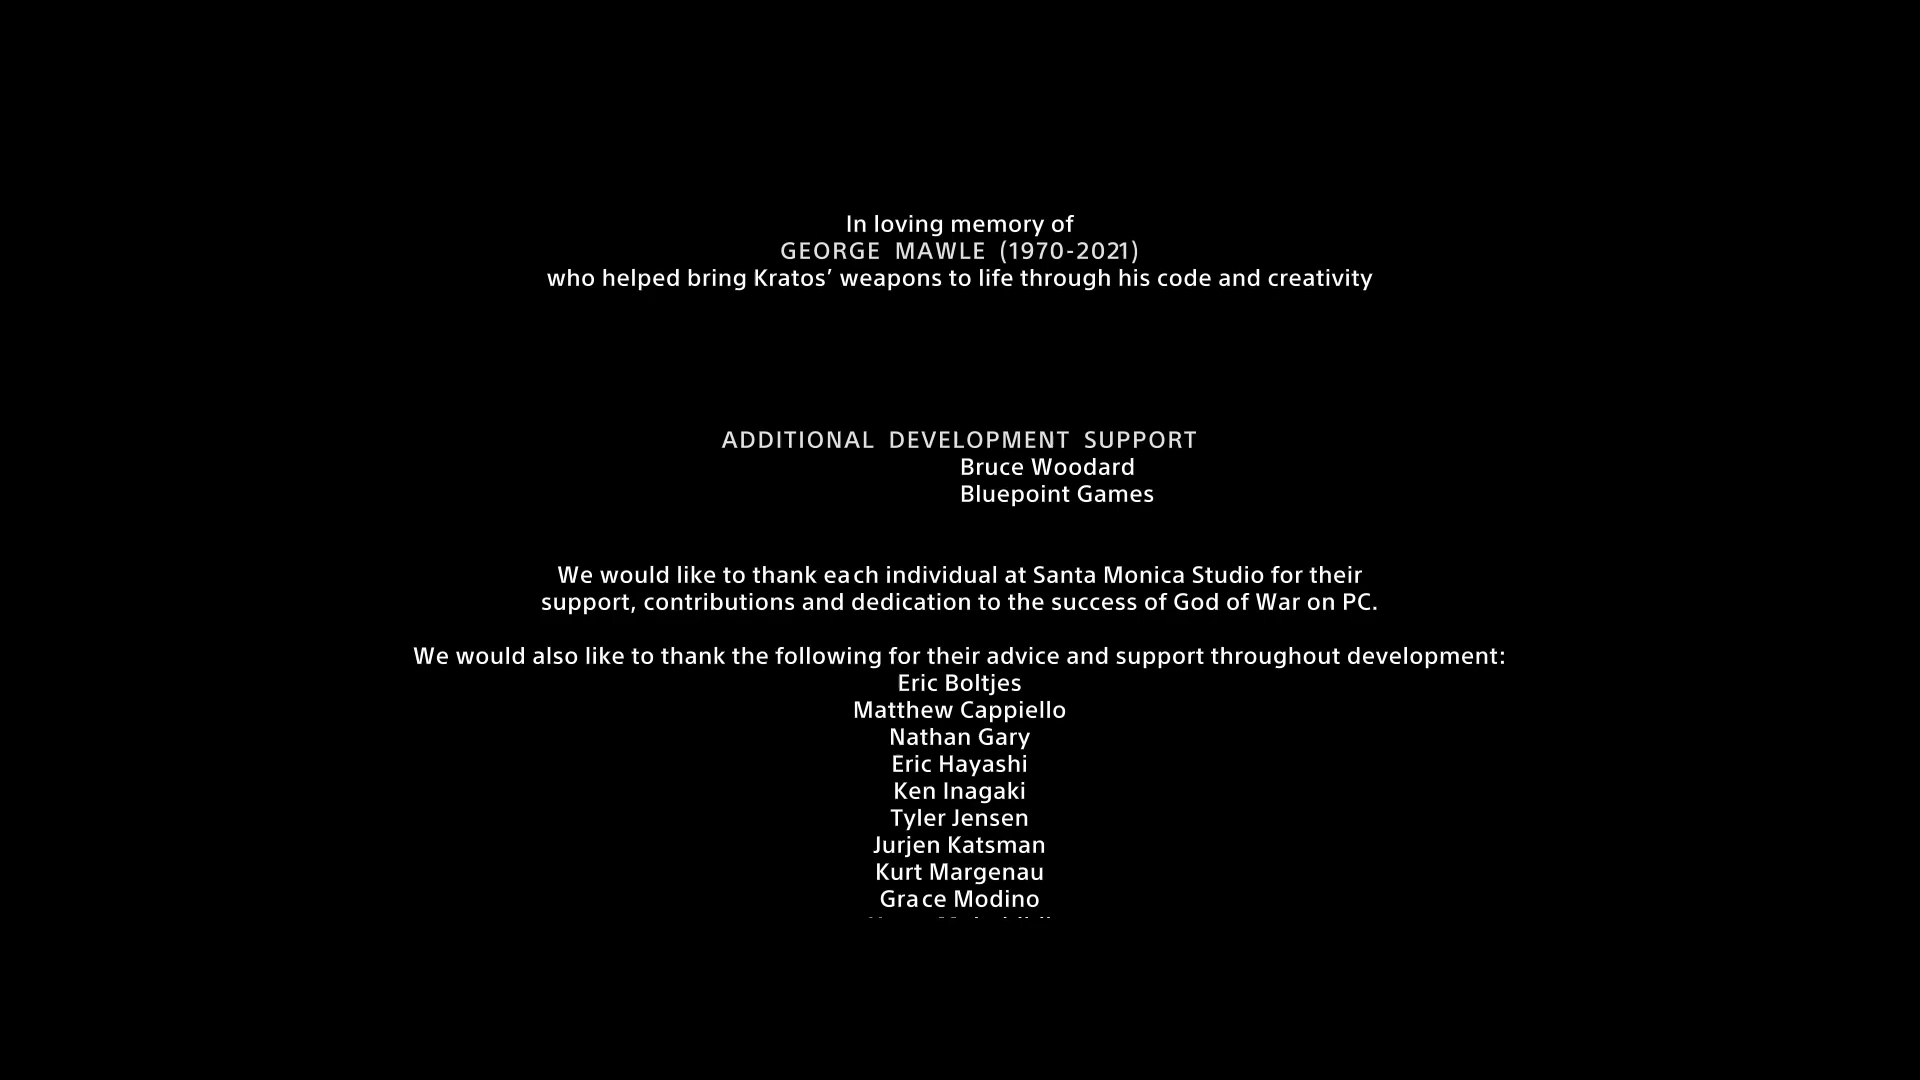 In loving memory of
GEORGE MAWLE (1970-2021)
who helped bring Kratos’ weapons to life through his code and creativity
ADDITIONAL DEVELOPMENT SUPPORT
Bruce Woodard
Bluepoint Games
We would like to thank each individual at Santa Monica Studio for their
support, contributions and dedication to the success of God of War on PC.
We would also like to thank the following for their advice and support throughout development:
Eric Boltjes
Matthew Cappiello
Nathan Gary
Eric Hayashi
Ken Inagaki
Tyler Jensen
Jurjen Katsman
Kurt Margenau
Grace Modino